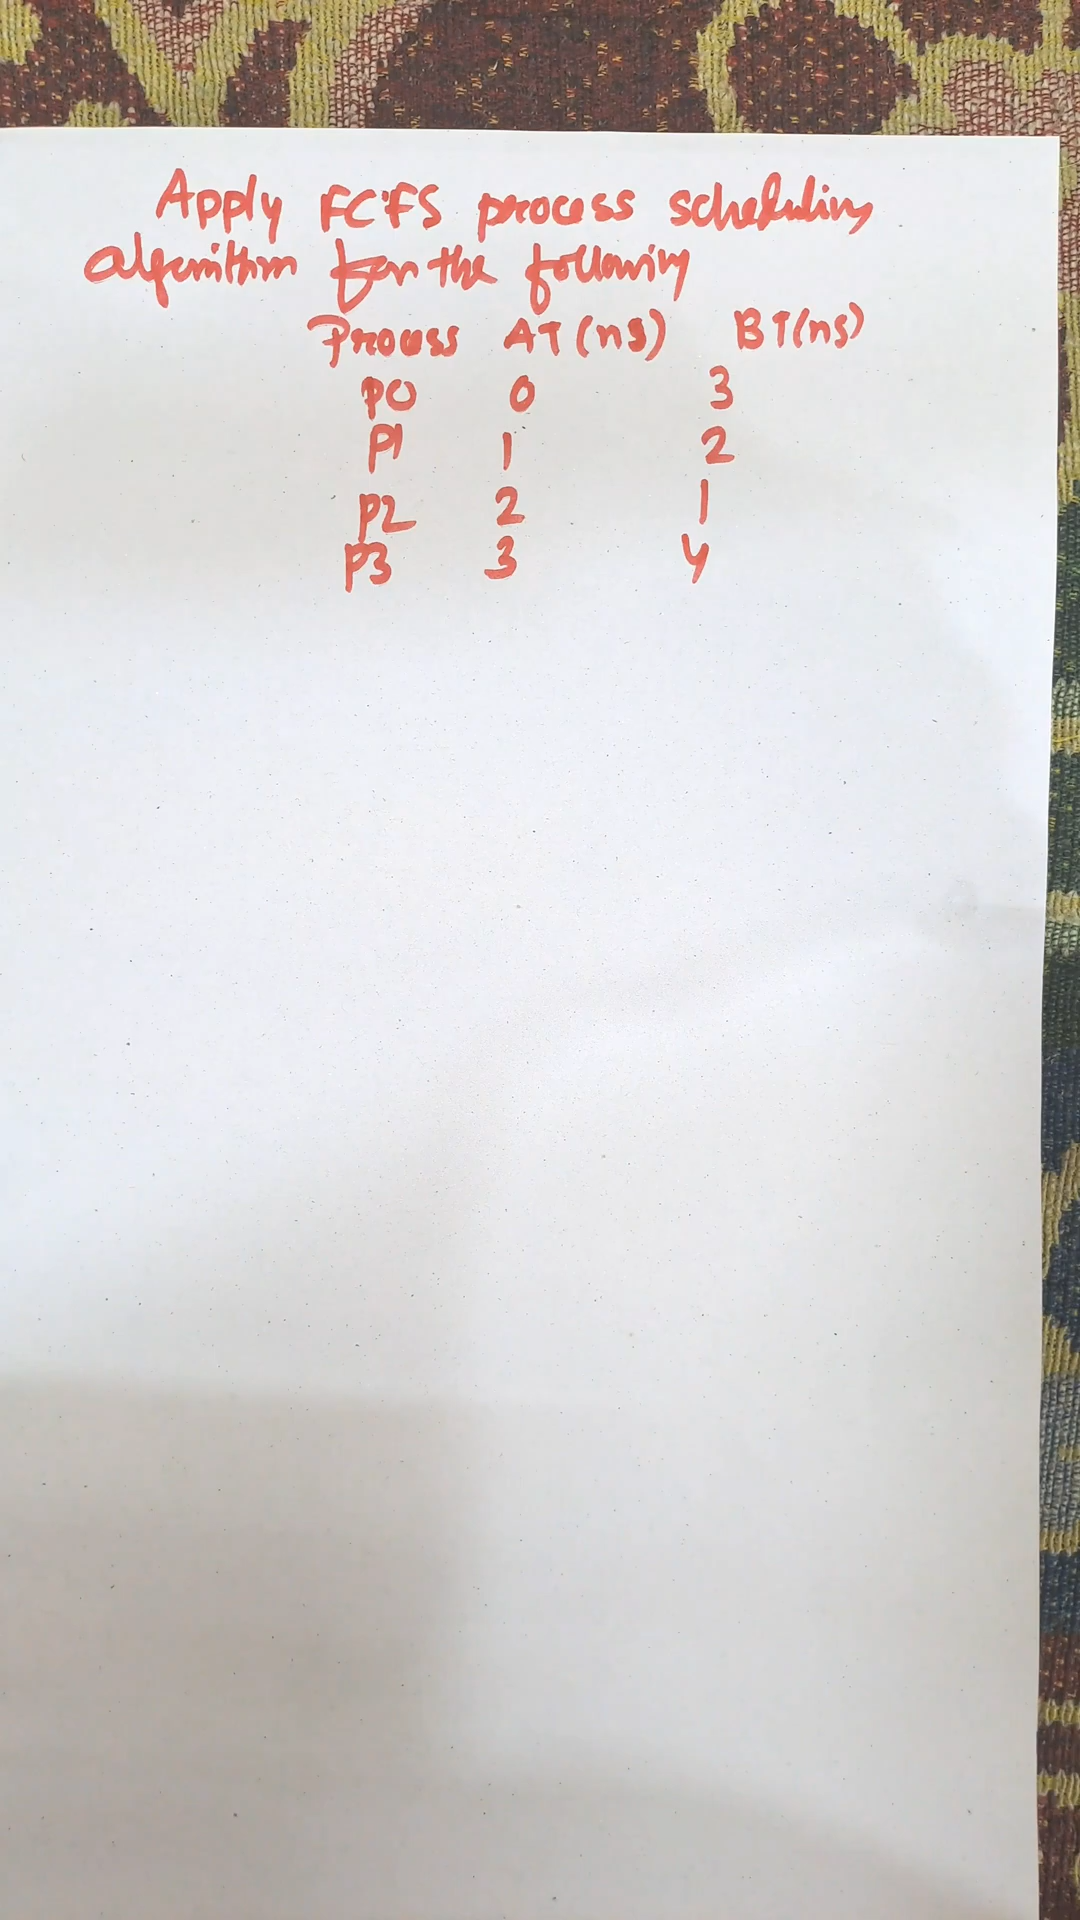 Apply FCFS process scheduling
algorithm for the following
Process AT(ns) BT(ns)
P0 0 3
P1 1 2
P2 2 1
P3 3 4